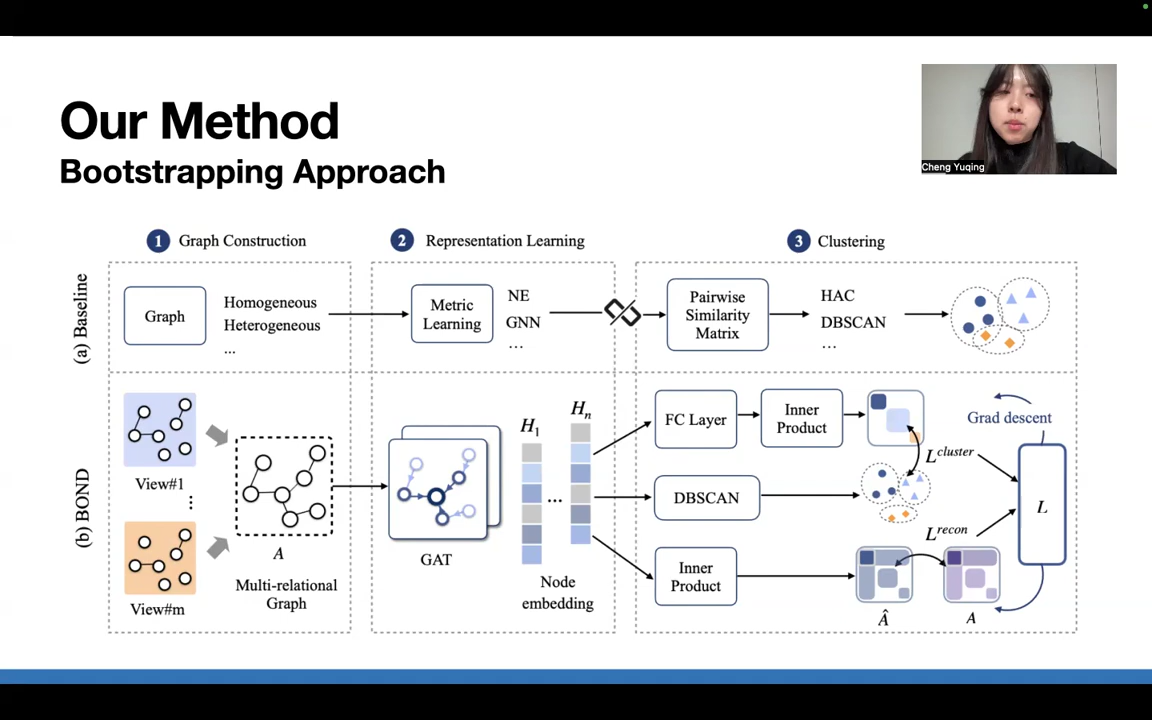 Our Method
Bootstrapping Approach
Cheng Yuqing
1 Graph Construction
2 Representation Learning
3 Clustering
(a) Baseline
Graph
Homogeneous
Heterogeneous
...
Metric
Learning
NE
GNN
...
Pairwise
Similarity
Matrix
HAC
DBSCAN
...
(b) BOND
View#1
...
View#m
A
Multi-relational
Graph
GAT
H1
...
Hn
Node
embedding
FC Layer
Inner
Product
DBSCAN
Inner
Product
Grad descent
L^cluster
L^recon
L
Â
A